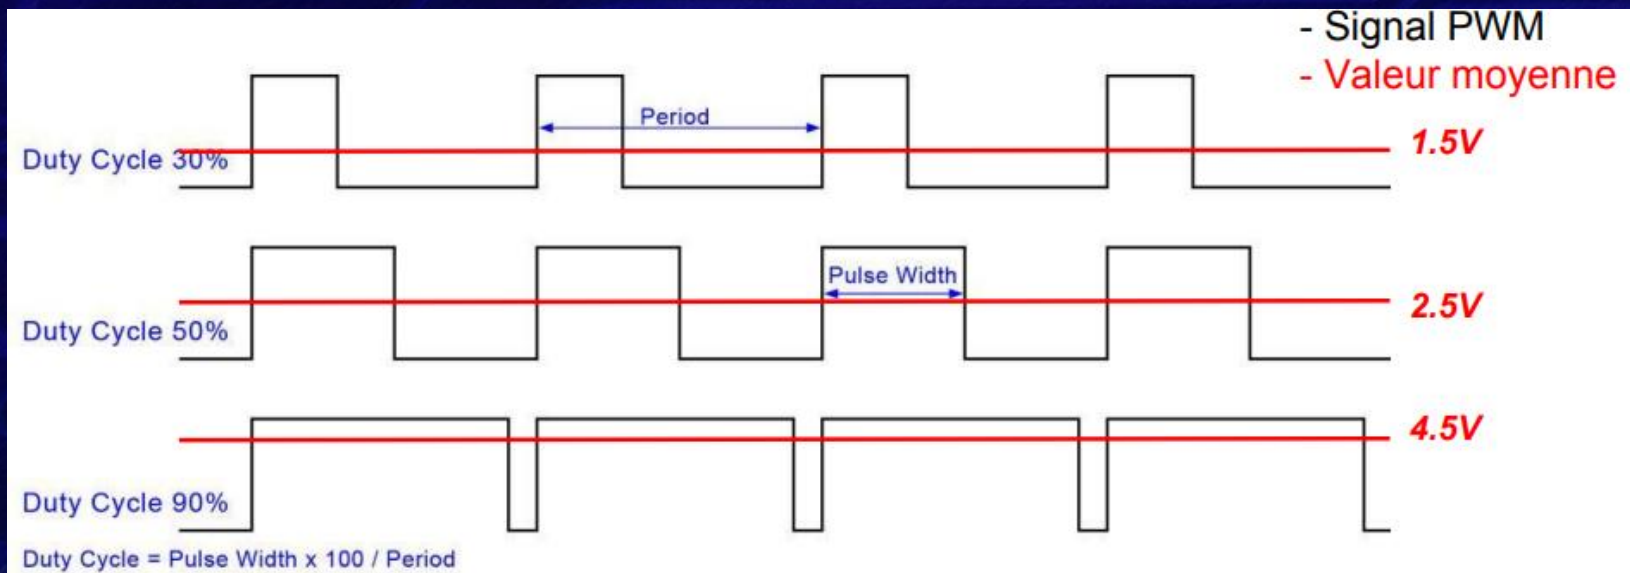 - Signal PWM
- Valeur moyenne
Period
Duty Cycle 30%
1.5V
Pulse Width
Duty Cycle 50%
2.5V
4.5V
Duty Cycle 90%
Duty Cycle = Pulse Width x 100 / Period